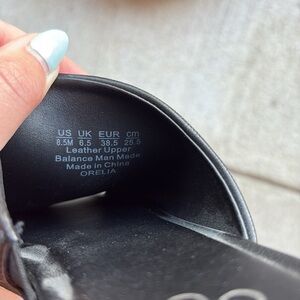 US UK EUR cm
8.5M 6.5 38.5 25.5
Leather Upper
Balance Man Made
Made in China
ORELIA